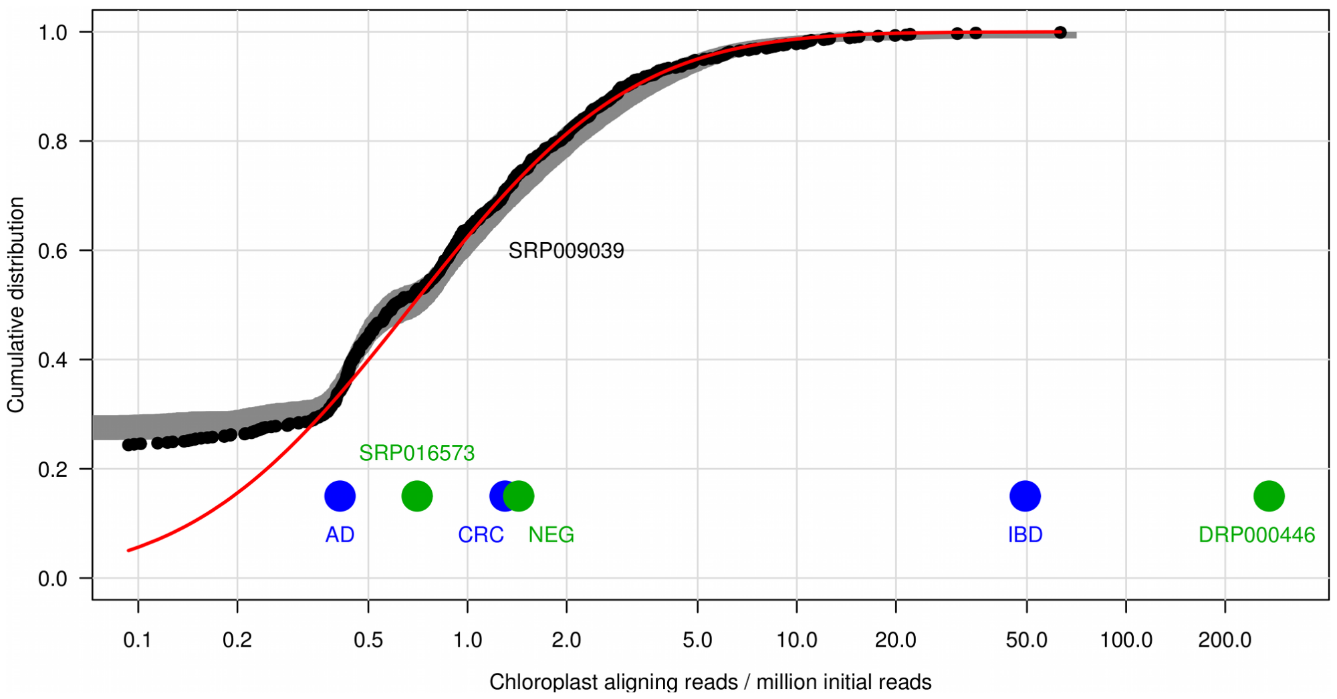 1.0
0.8
0.6
0.4
0.2
0.0
Cumulative distribution
SRP009039
SRP016573
AD
CRC
NEG
IBD
DRP000446
0.1 0.2 0.5 1.0 2.0 5.0 10.0 20.0 50.0 100.0 200.0
Chloroplast aligning reads / million initial reads